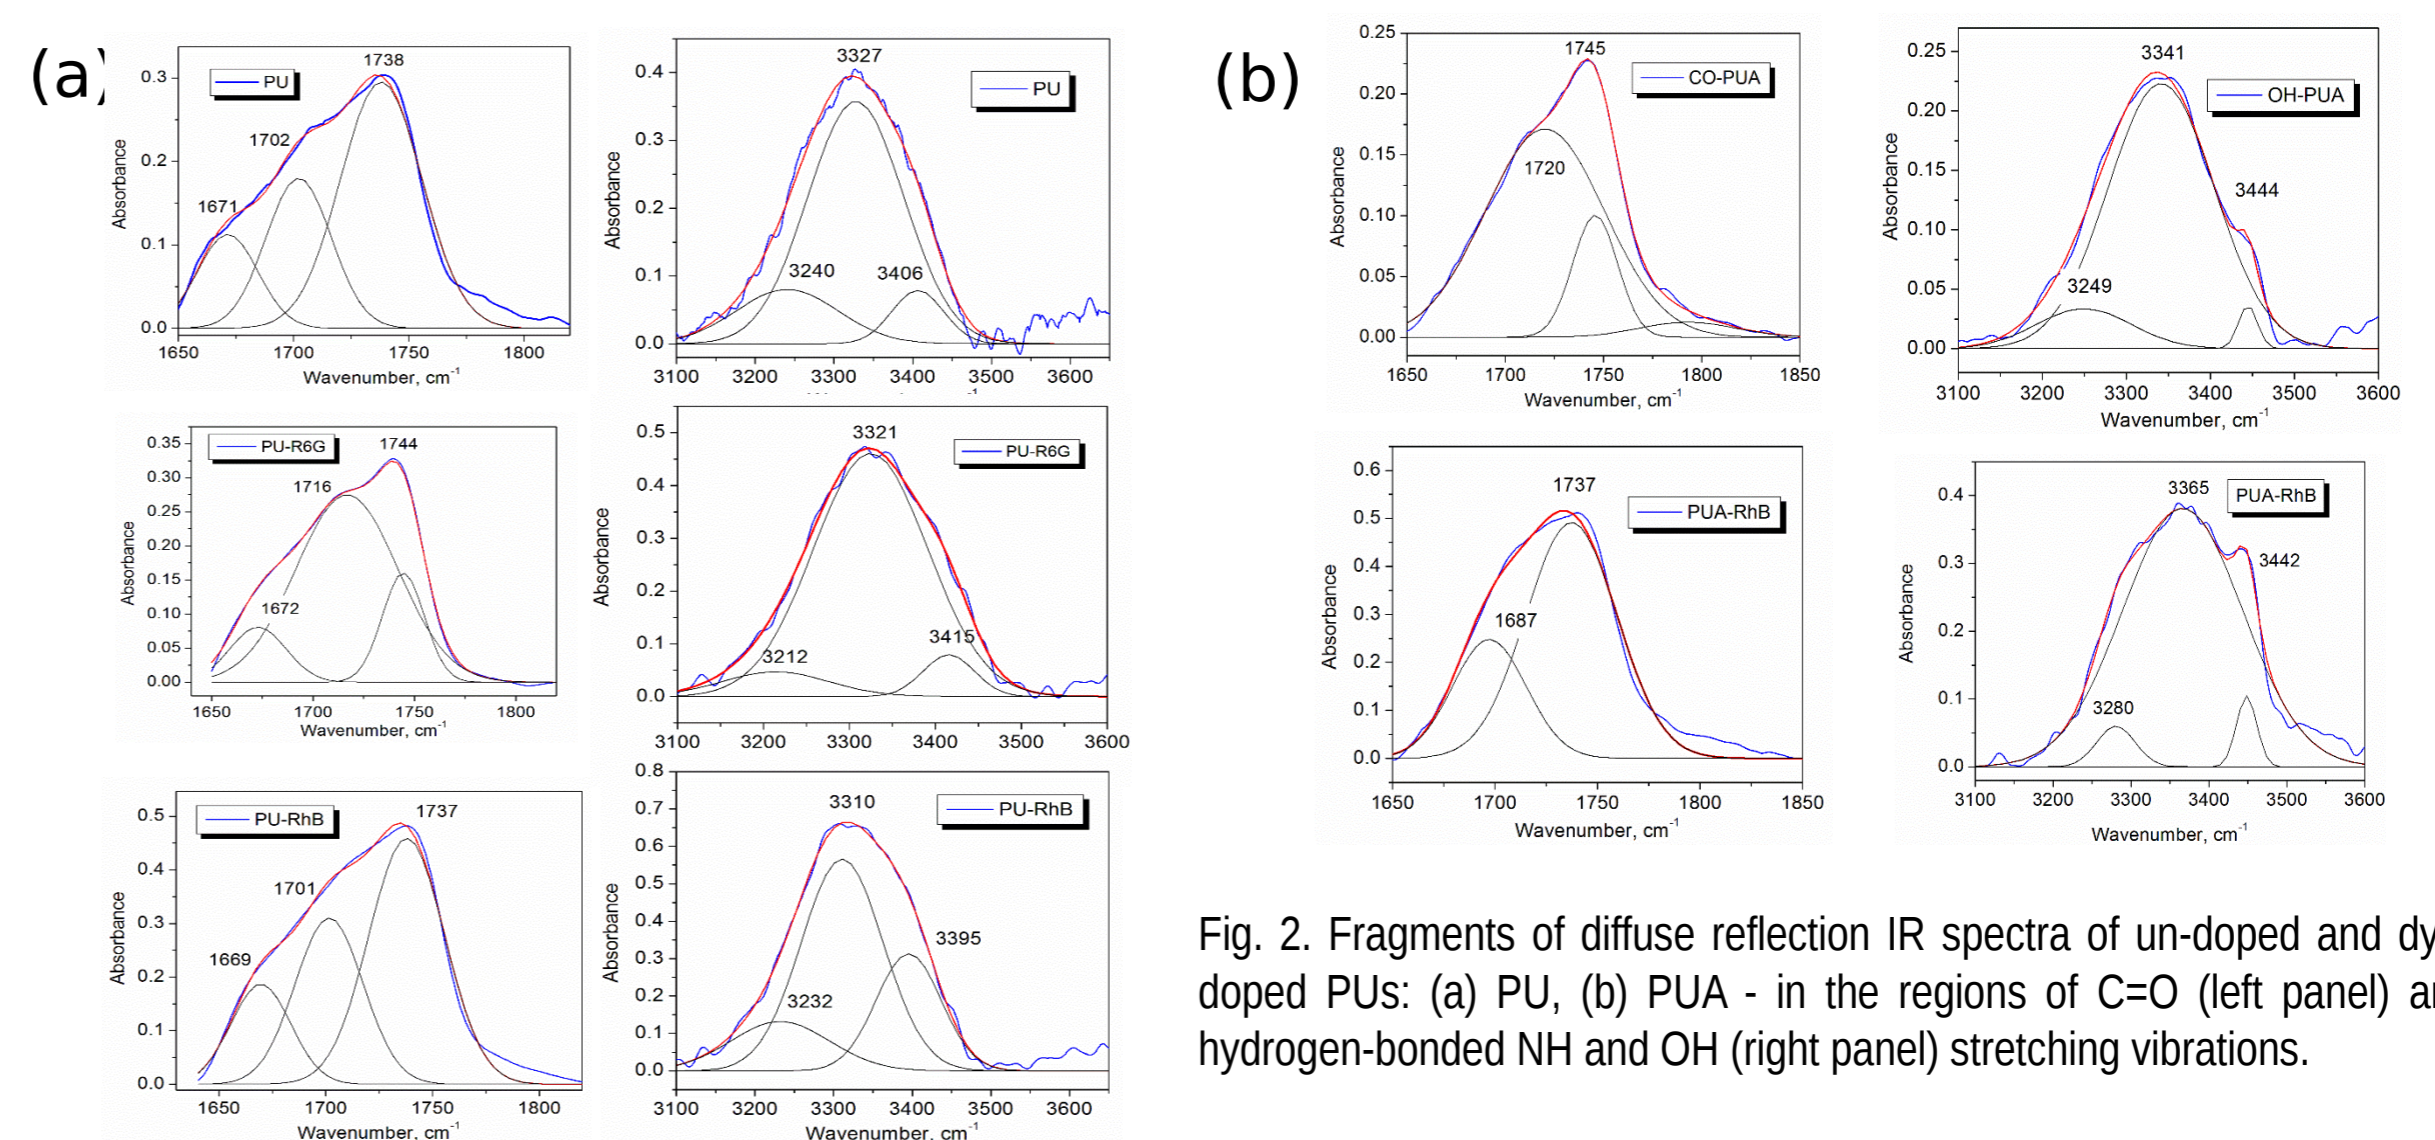 (a)
PU
1738
1702
1671
Absorbance
0.3
0.2
0.1
0.0
1650 1700 1750 1800
Wavenumber, cm-1
PU
3327
3240
3406
Absorbance
0.4
0.3
0.2
0.1
0.0
3100 3200 3300 3400 3500 3600
PU-R6G
1744
1716
1672
Absorbance
0.35
0.30
0.25
0.20
0.15
0.10
0.05
0.00
1650 1700 1750 1800
Wavenumber, cm-1
PU-R6G
3321
3415
3212
Absorbance
0.5
0.4
0.3
0.2
0.1
0.0
3100 3200 3300 3400 3500 3600
PU-RhB
1737
1701
1669
Absorbance
0.5
0.4
0.3
0.2
0.1
0.0
1650 1700 1750 1800
Wavenumber, cm-1
PU-RhB
3310
3395
3232
Absorbance
0.8
0.7
0.6
0.5
0.4
0.3
0.2
0.1
0.0
3100 3200 3300 3400 3500 3600
Wavenumber, cm-1
(b)
CO-PUA
1745
1720
Absorbance
0.25
0.20
0.15
0.10
0.05
0.00
1650 1700 1750 1800 1850
Wavenumber, cm-1
OH-PUA
3341
3444
3249
Absorbance
0.25
0.20
0.15
0.10
0.05
0.00
3100 3200 3300 3400 3500 3600
Wavenumber, cm-1
PUA-RhB
1737
1687
Absorbance
0.6
0.5
0.4
0.3
0.2
0.1
0.0
1650 1700 1750 1800 1850
Wavenumber, cm-1
PUA-RhB
3365
3442
3280
Absorbance
0.4
0.3
0.2
0.1
0.0
3100 3200 3300 3400 3500 3600
Wavenumber, cm-1
Fig. 2. Fragments of diffuse reflection IR spectra of un-doped and
doped PUs: (a) PU, (b) PUA - in the regions of C=O (left panel)
hydrogen-bonded NH and OH (right panel) stretching vibrations.